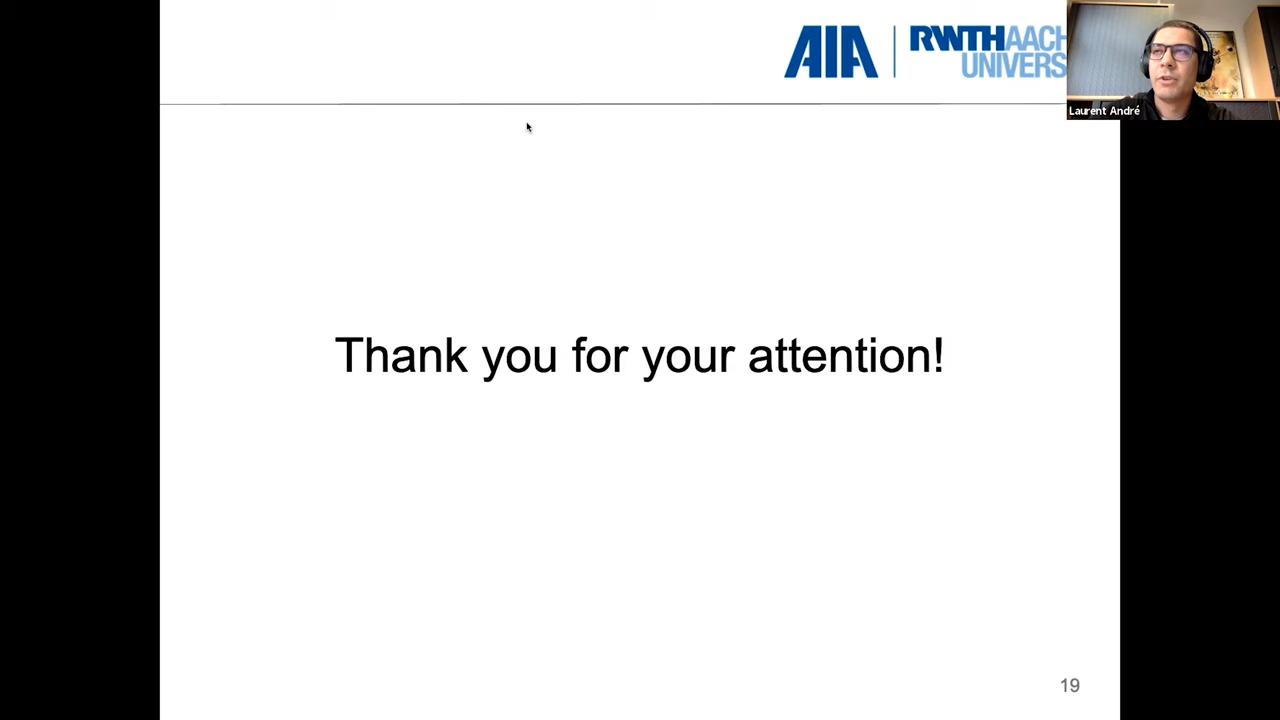 AIA
RWTHAACH
UNIVERS
Laurent André
Thank you for your attention!
19